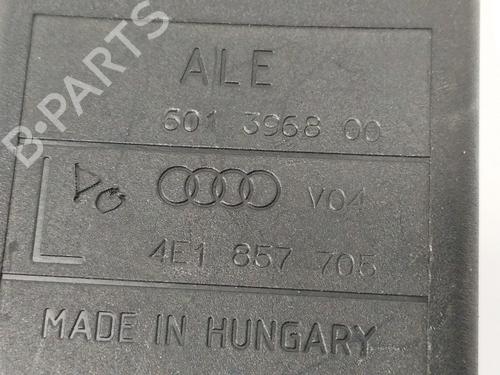 B-PARTS
ALE
601 3968 00
V04
L
4E1 857 705
MADE IN HUNGARY